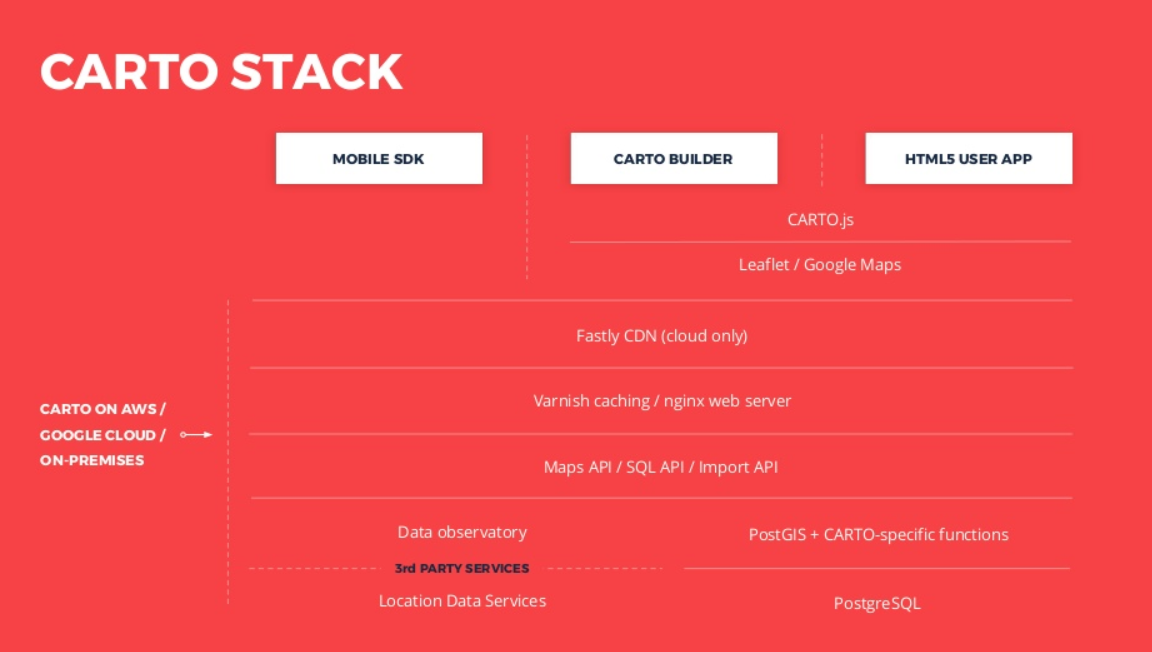 CARTO STACK
MOBILE SDK
CARTO BUILDER
HTML5 USER APP
CARTO.js
Leaflet / Google Maps
Fastly CDN (cloud only)
Varnish caching / nginx web server
CARTO ON AWS /
GOOGLE CLOUD /
ON-PREMISES
Maps API / SQL API / Import API
Data observatory
PostGIS + CARTO-specific functions
3rd PARTY SERVICES
Location Data Services
PostgreSQL